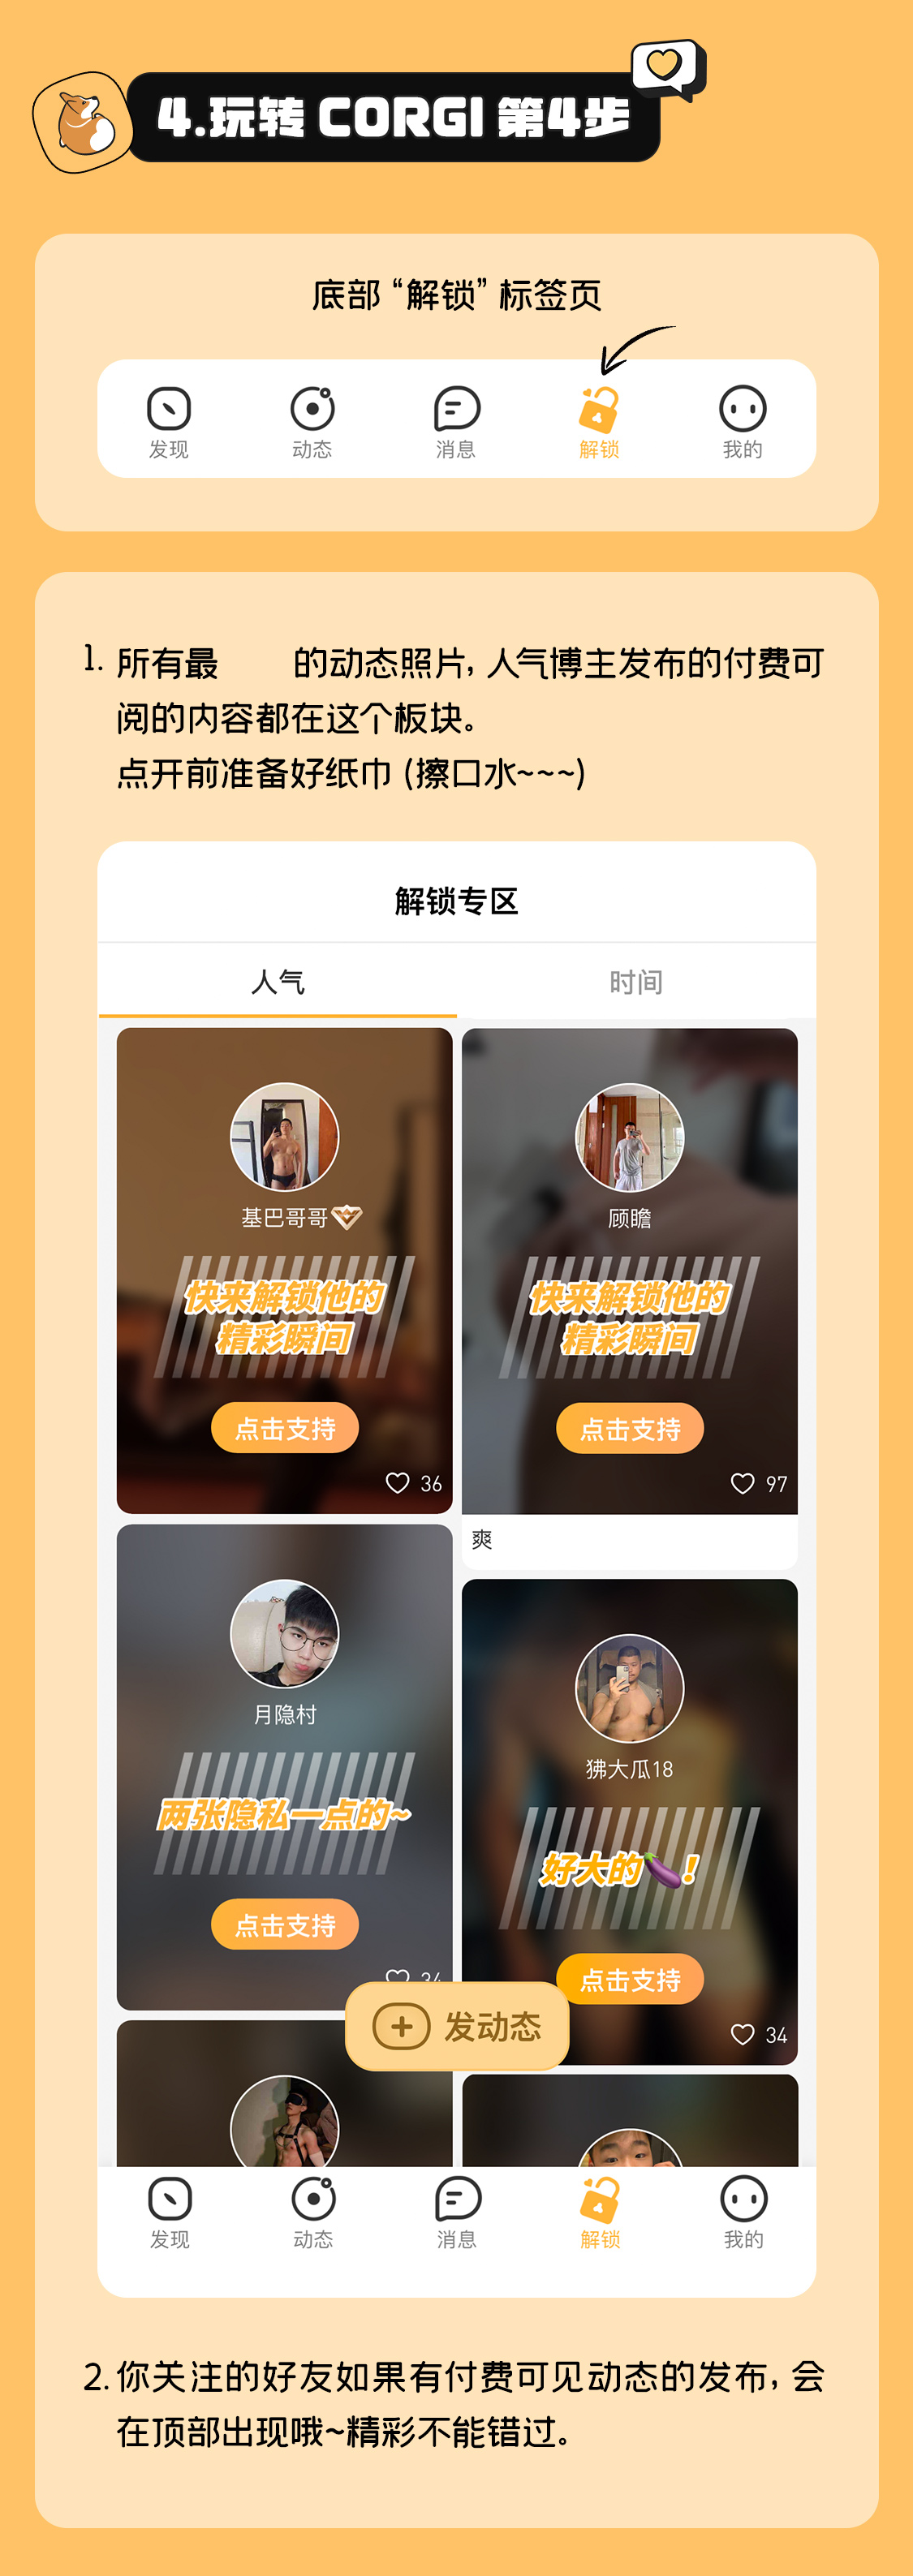 4.玩转 CORGI 第4步
底部“解锁”标签页
发现 动态 消息 解锁 我的
1. 所有最 的动态照片, 人气博主发布的付费可
阅的内容都在这个板块。
点开前准备好纸巾 (擦口水~~~)
解锁专区
人气 时间
基巴哥哥
快来解锁他的
精彩瞬间
点击支持
36
顾瞻
快来解锁他的
精彩瞬间
点击支持
97
爽
月隐村
两张隐私一点的~
点击支持
34
狒大瓜18
好大的🍆!
点击支持
34
发动态
发现 动态 消息 解锁 我的
2. 你关注的好友如果有付费可见动态的发布, 会
在顶部出现哦~精彩不能错过。